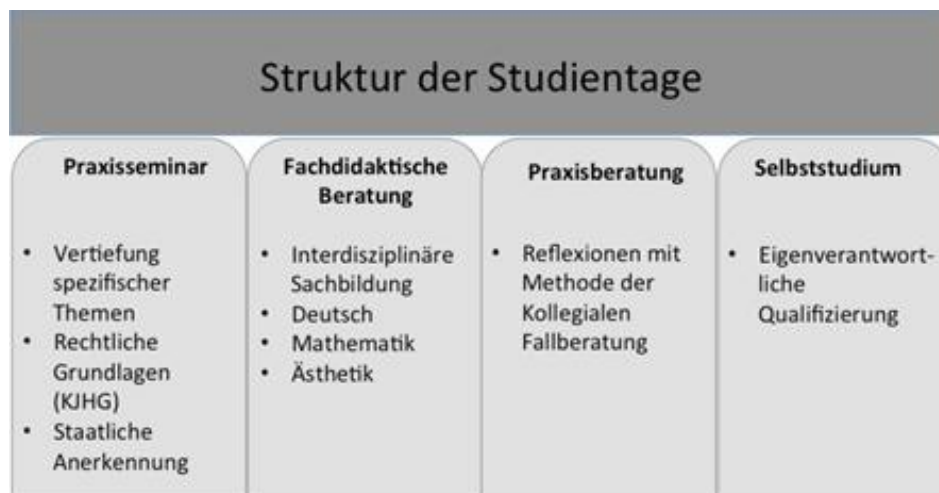 Struktur der Studientage
Praxisseminar
• Vertiefung
spezifischer
Themen
• Rechtliche
Grundlagen
(KJHG)
• Staatliche
Anerkennung
Fachdidaktische
Beratung
• Interdisziplinäre
Sachbildung
• Deutsch
• Mathematik
• Ästhetik
Praxisberatung
• Reflexionen mit
Methode der
Kollegialen
Fallberatung
Selbststudium
• Eigenverantwort-
liche
Qualifizierung